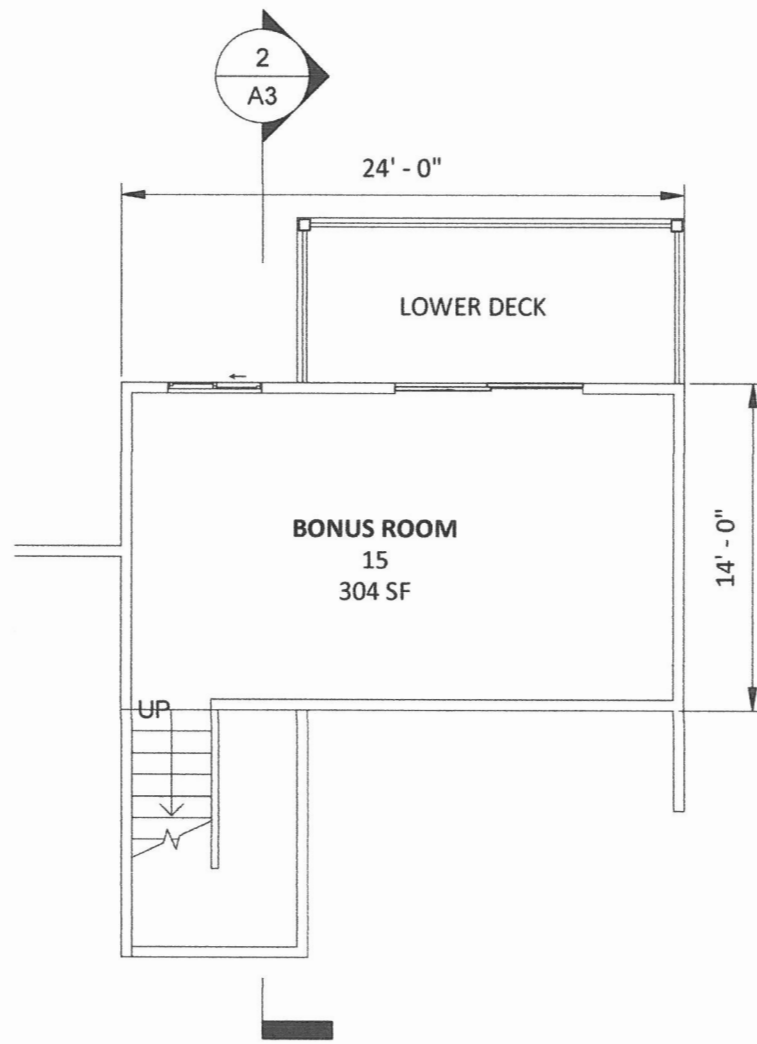 2
A3
24' - 0"
LOWER DECK
BONUS ROOM
15
304 SF
14' - 0"
UP